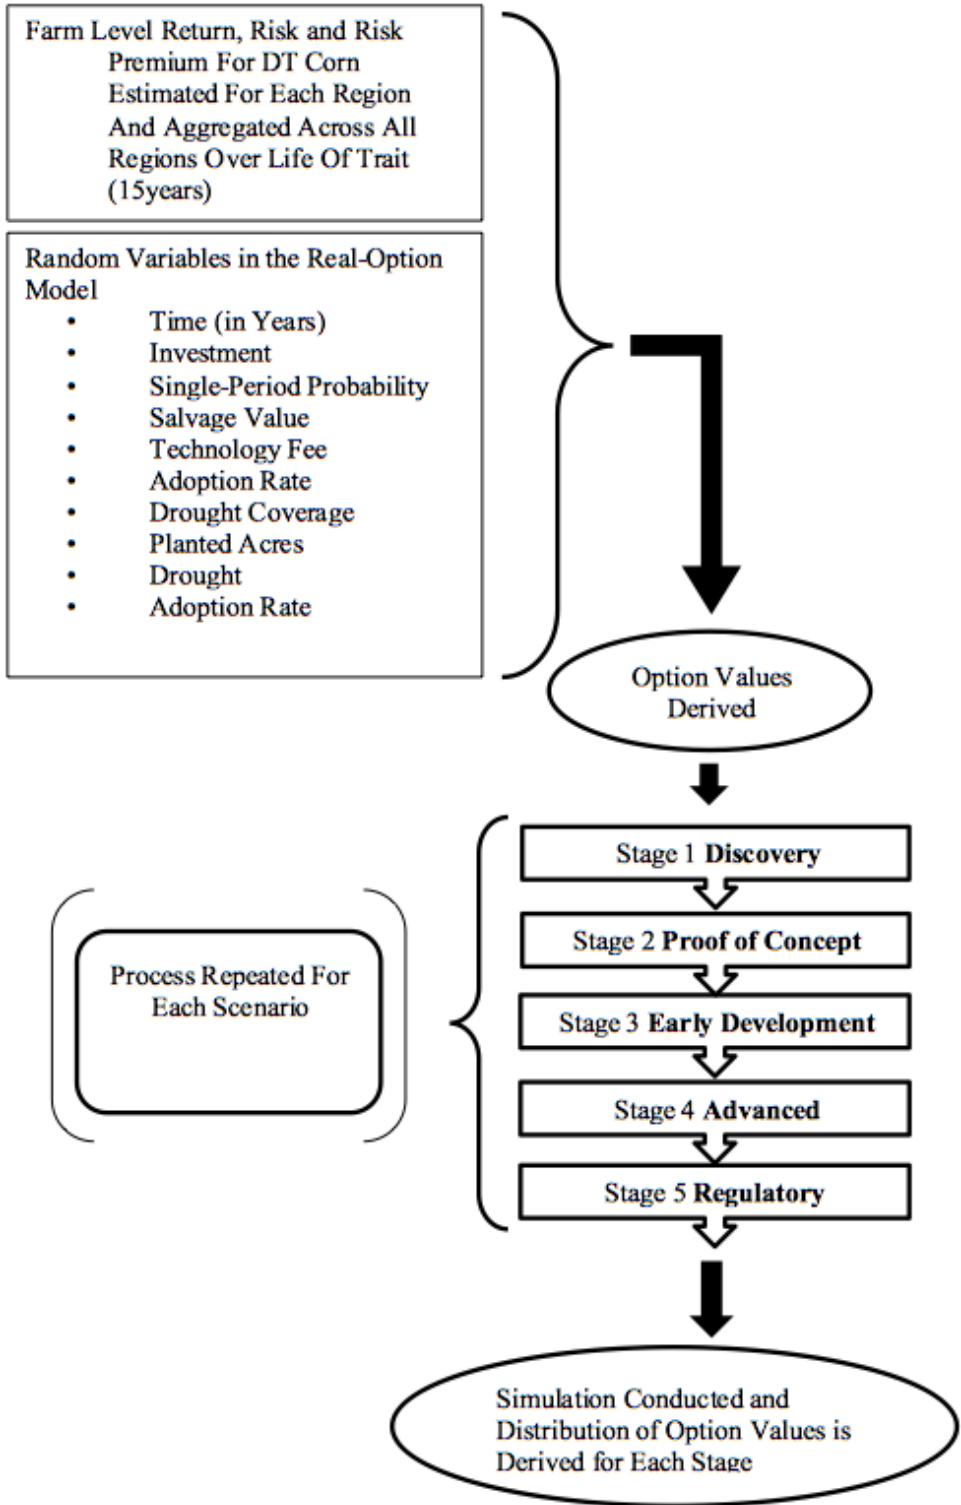 Farm Level Return, Risk and Risk
Premium For DT Corn
Estimated For Each Region
And Aggregated Across All
Regions Over Life Of Trait
(15years)
Random Variables in the Real-Option
Model
• Time (in Years)
• Investment
• Single-Period Probability
• Salvage Value
• Technology Fee
• Adoption Rate
• Drought Coverage
• Planted Acres
• Drought
• Adoption Rate
Option Values
Derived
Stage 1 Discovery
Stage 2 Proof of Concept
Stage 3 Early Development
Stage 4 Advanced
Stage 5 Regulatory
Process Repeated For
Each Scenario
Simulation Conducted and
Distribution of Option Values is
Derived for Each Stage